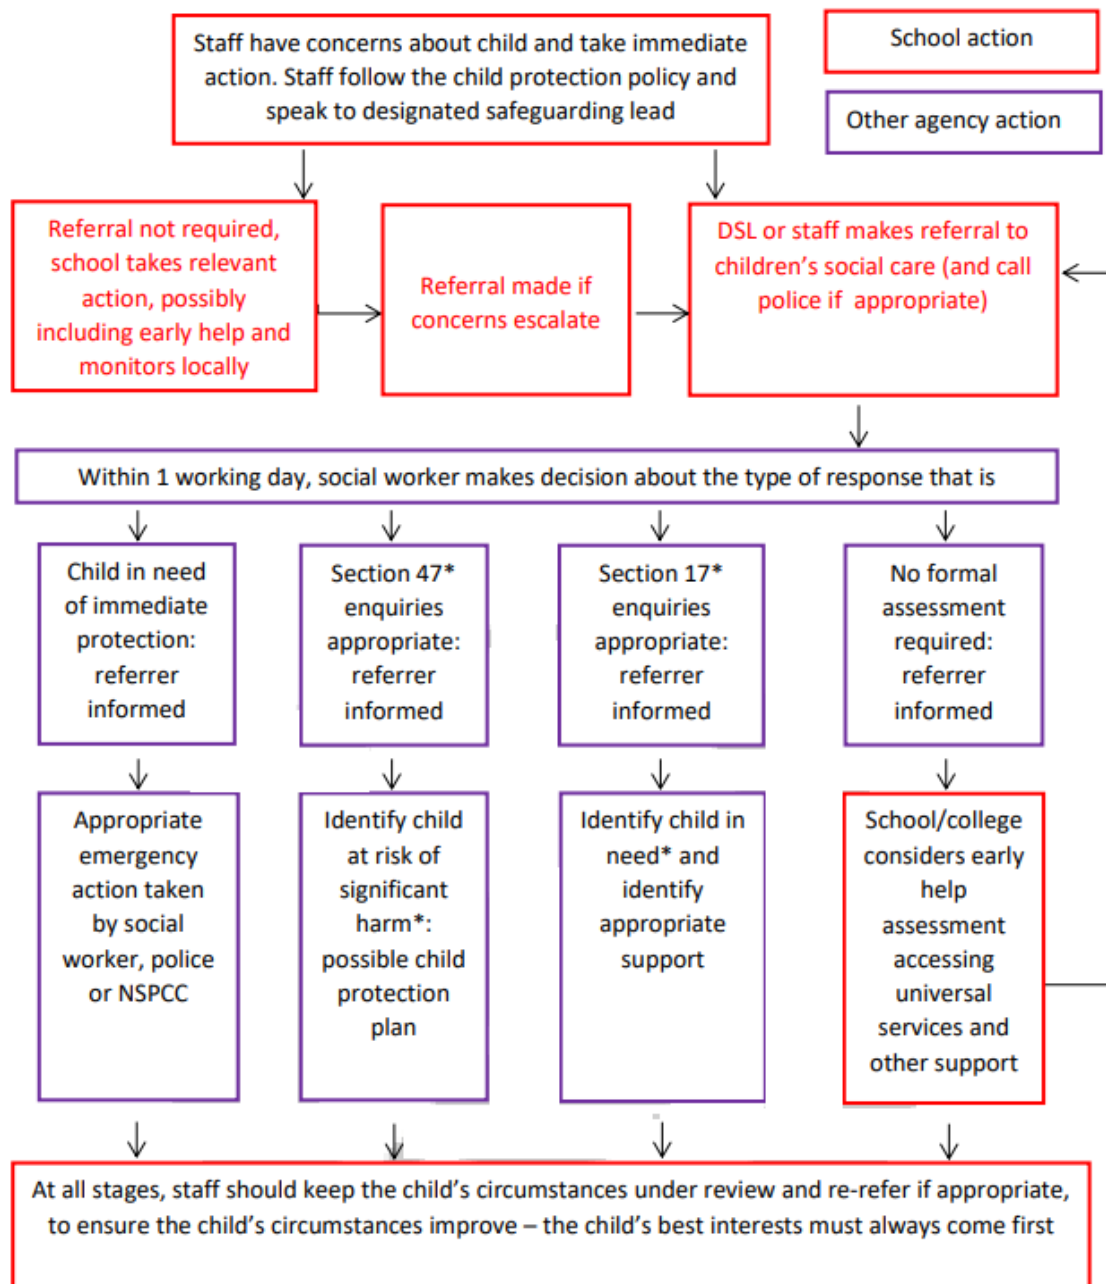 Staff have concerns about child and take immediate
action. Staff follow the child protection policy and
speak to designated safeguarding lead
School action
Other agency action
Referral not required,
school takes relevant
action, possibly
including early help and
monitors locally
Referral made if
concerns escalate
DSL or staff makes referral to
children’s social care (and call
police if appropriate)
Within 1 working day, social worker makes decision about the type of response that is
Child in need
of immediate
protection:
referrer
informed
Section 47*
enquiries
appropriate:
referrer
informed
Section 17*
enquiries
appropriate:
referrer
informed
No formal
assessment
required:
referrer
informed
Appropriate
emergency
action taken
by social
worker, police
or NSPCC
Identify child
at risk of
significant
harm*:
possible child
protection
plan
Identify child in
need* and
identify
appropriate
support
School/college
considers early
help
assessment
accessing
universal
services and
other support
At all stages, staff should keep the child’s circumstances under review and re-refer if appropriate,
to ensure the child’s circumstances improve – the child’s best interests must always come first